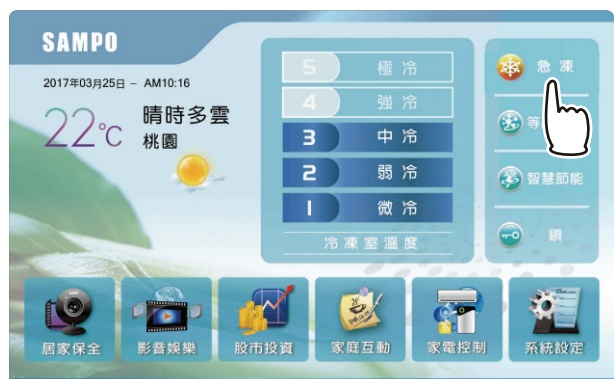 SAMPO
2017年03月25日 – AM10:16
22°C
晴時多雲
桃園
5 極冷
4 強冷
3 中冷
2 弱冷
1 微冷
冷凍室溫度
急凍
等
智慧節能
鎖
居家保全
影音娛樂
股市投資
家庭互動
家電控制
系統設定